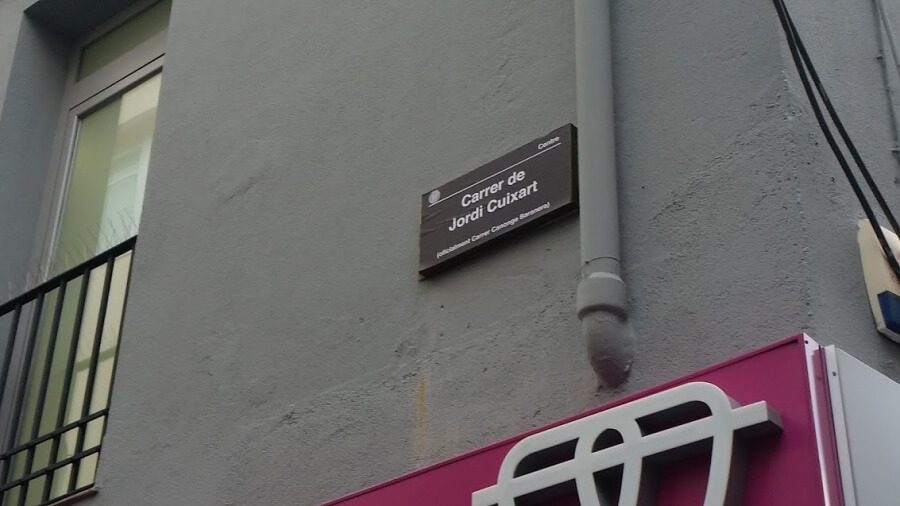 Centre
Carrer de
Jordi Cuixart
(oficialment Carrer Canonge Baranera)